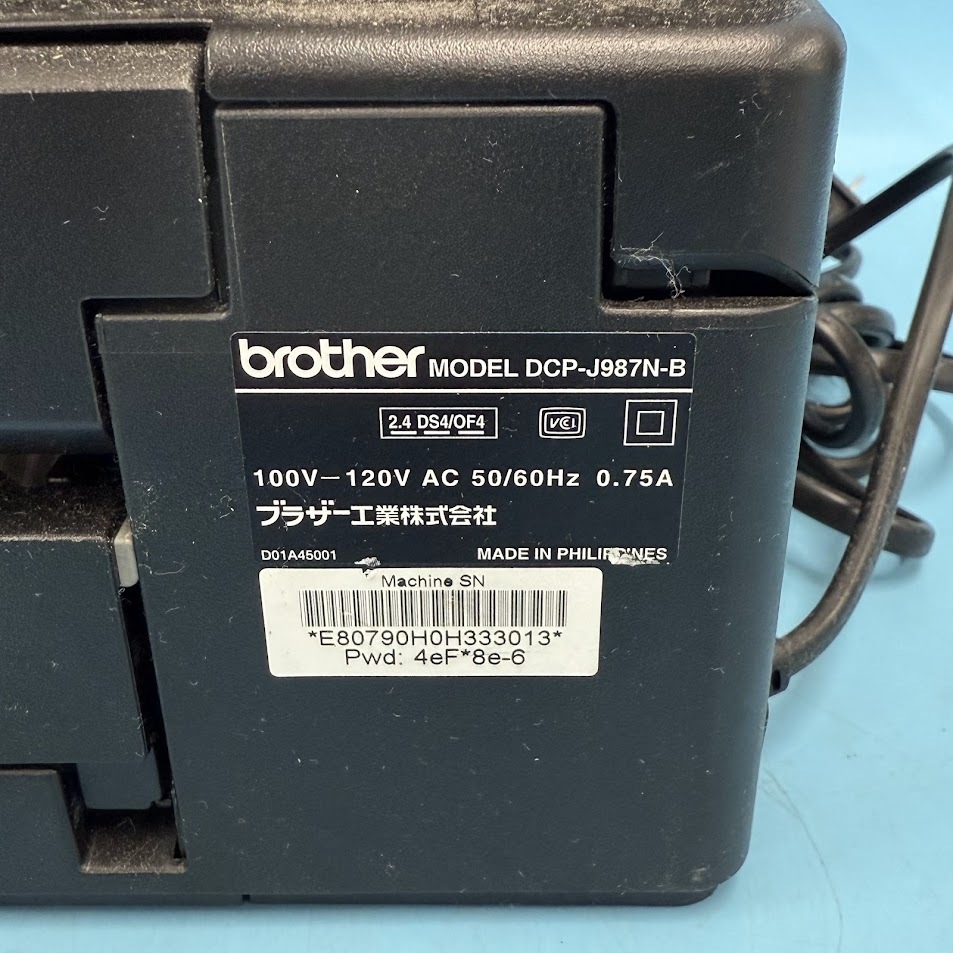 brother MODEL DCP-J987N-B
2.4 DS4/OF4
VCI
100V－120V AC 50/60Hz 0.75A
ブラザー工業株式会社
D01A45001 MADE IN PHILIPPINES
Machine SN
*E80790H0H333013*
Pwd: 4eF*8e-6